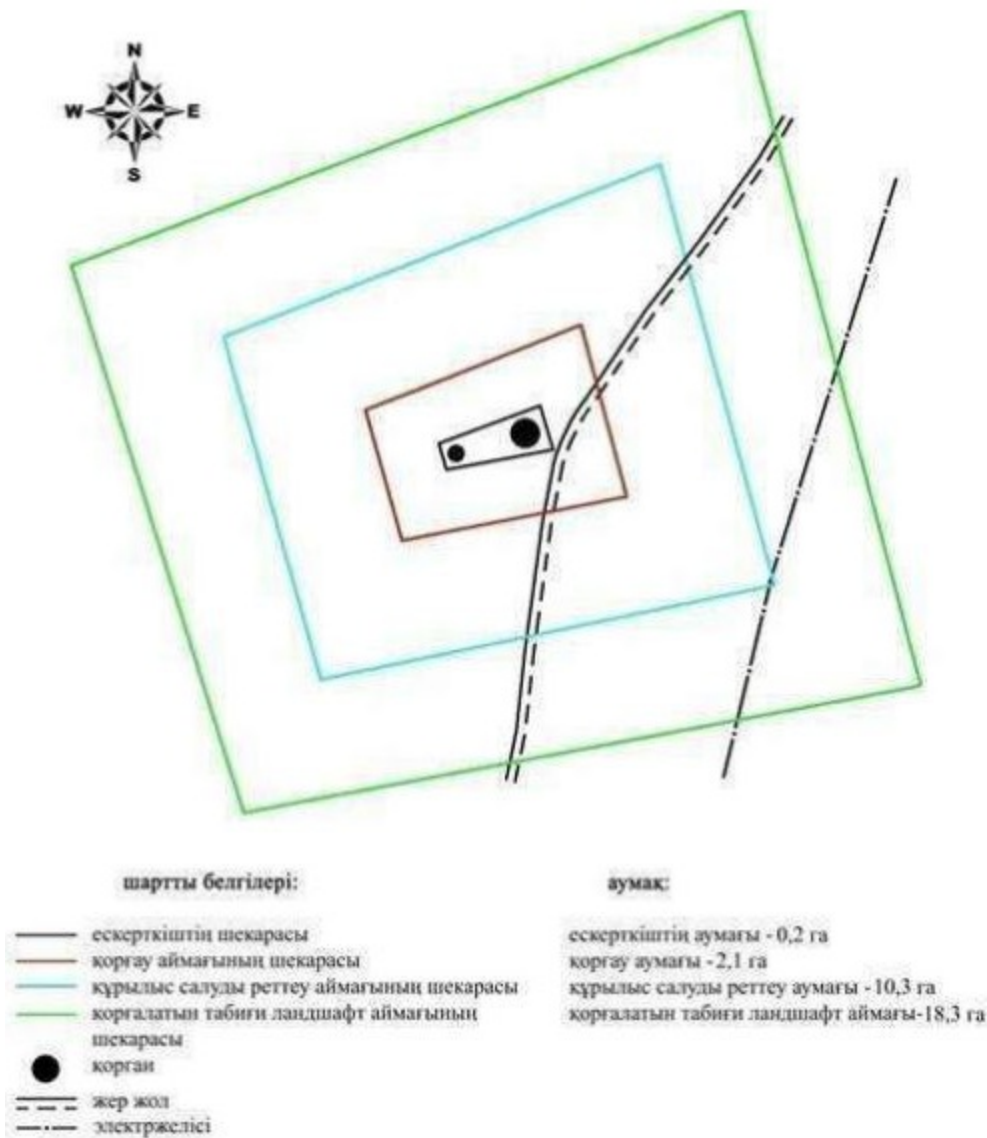 N
W E
S
шартты белгілері:
ескерткіштің шекарасы
қорғау аймағының шекарасы
құрылыс салуды реттеу аймағының шекарасы
қорғалатын табиғи ландшафт аймағының
шекарасы
қорған
жер жол
электржелісі
аумақ:
ескерткіштің аумағы - 0,2 га
қорғау аумағы - 2,1 га
құрылыс салуды реттеу аумағы - 10,3 га
қорғалатын табиғи ландшафт аймағы-18,3 га